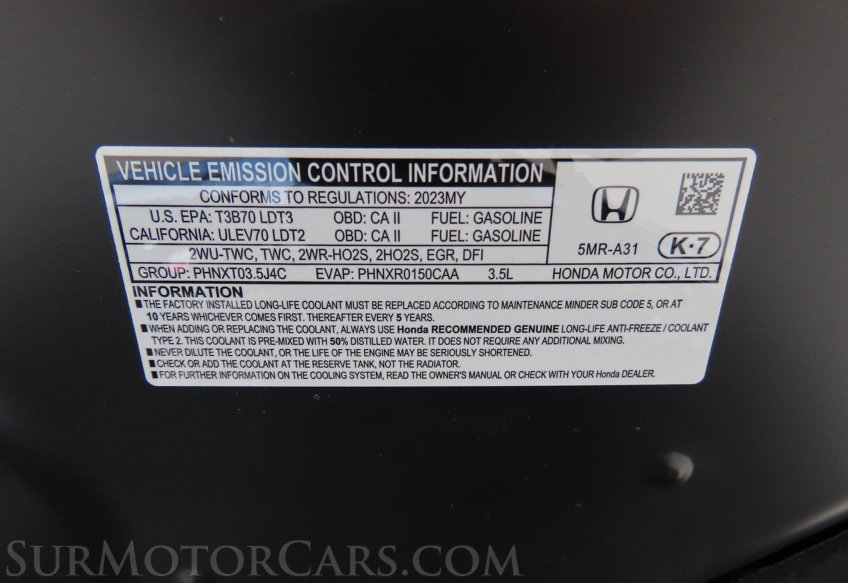 VEHICLE EMISSION CONTROL INFORMATION
CONFORMS TO REGULATIONS: 2023MY
U.S. EPA: T3B70 LDT3 OBD: CA II FUEL: GASOLINE
CALIFORNIA: ULEV70 LDT2 OBD: CA II FUEL: GASOLINE
2WU-TWC, TWC, 2WR-HO2S, 2HO2S, EGR, DFI
5MR-A31 K-7
GROUP: PHNXT03.5J4C EVAP: PHNXR0150CAA 3.5L HONDA MOTOR CO., LTD.
INFORMATION
■THE FACTORY INSTALLED LONG-LIFE COOLANT MUST BE REPLACED ACCORDING TO MAINTENANCE MINDER SUB CODE 5, OR AT
10 YEARS WHICHEVER COMES FIRST. THEREAFTER EVERY 5 YEARS.
■WHEN ADDING OR REPLACING THE COOLANT, ALWAYS USE Honda RECOMMENDED GENUINE LONG-LIFE ANTI-FREEZE / COOLANT
TYPE 2. THIS COOLANT IS PRE-MIXED WITH 50% DISTILLED WATER. IT DOES NOT REQUIRE ANY ADDITIONAL MIXING.
■NEVER DILUTE THE COOLANT, OR THE LIFE OF THE ENGINE MAY BE SERIOUSLY SHORTENED.
■CHECK OR ADD THE COOLANT AT THE RESERVE TANK, NOT THE RADIATOR.
■FOR FURTHER INFORMATION ON THE COOLING SYSTEM, READ THE OWNER'S MANUAL OR CHECK WITH YOUR Honda DEALER.
SURMOTORCARS.COM